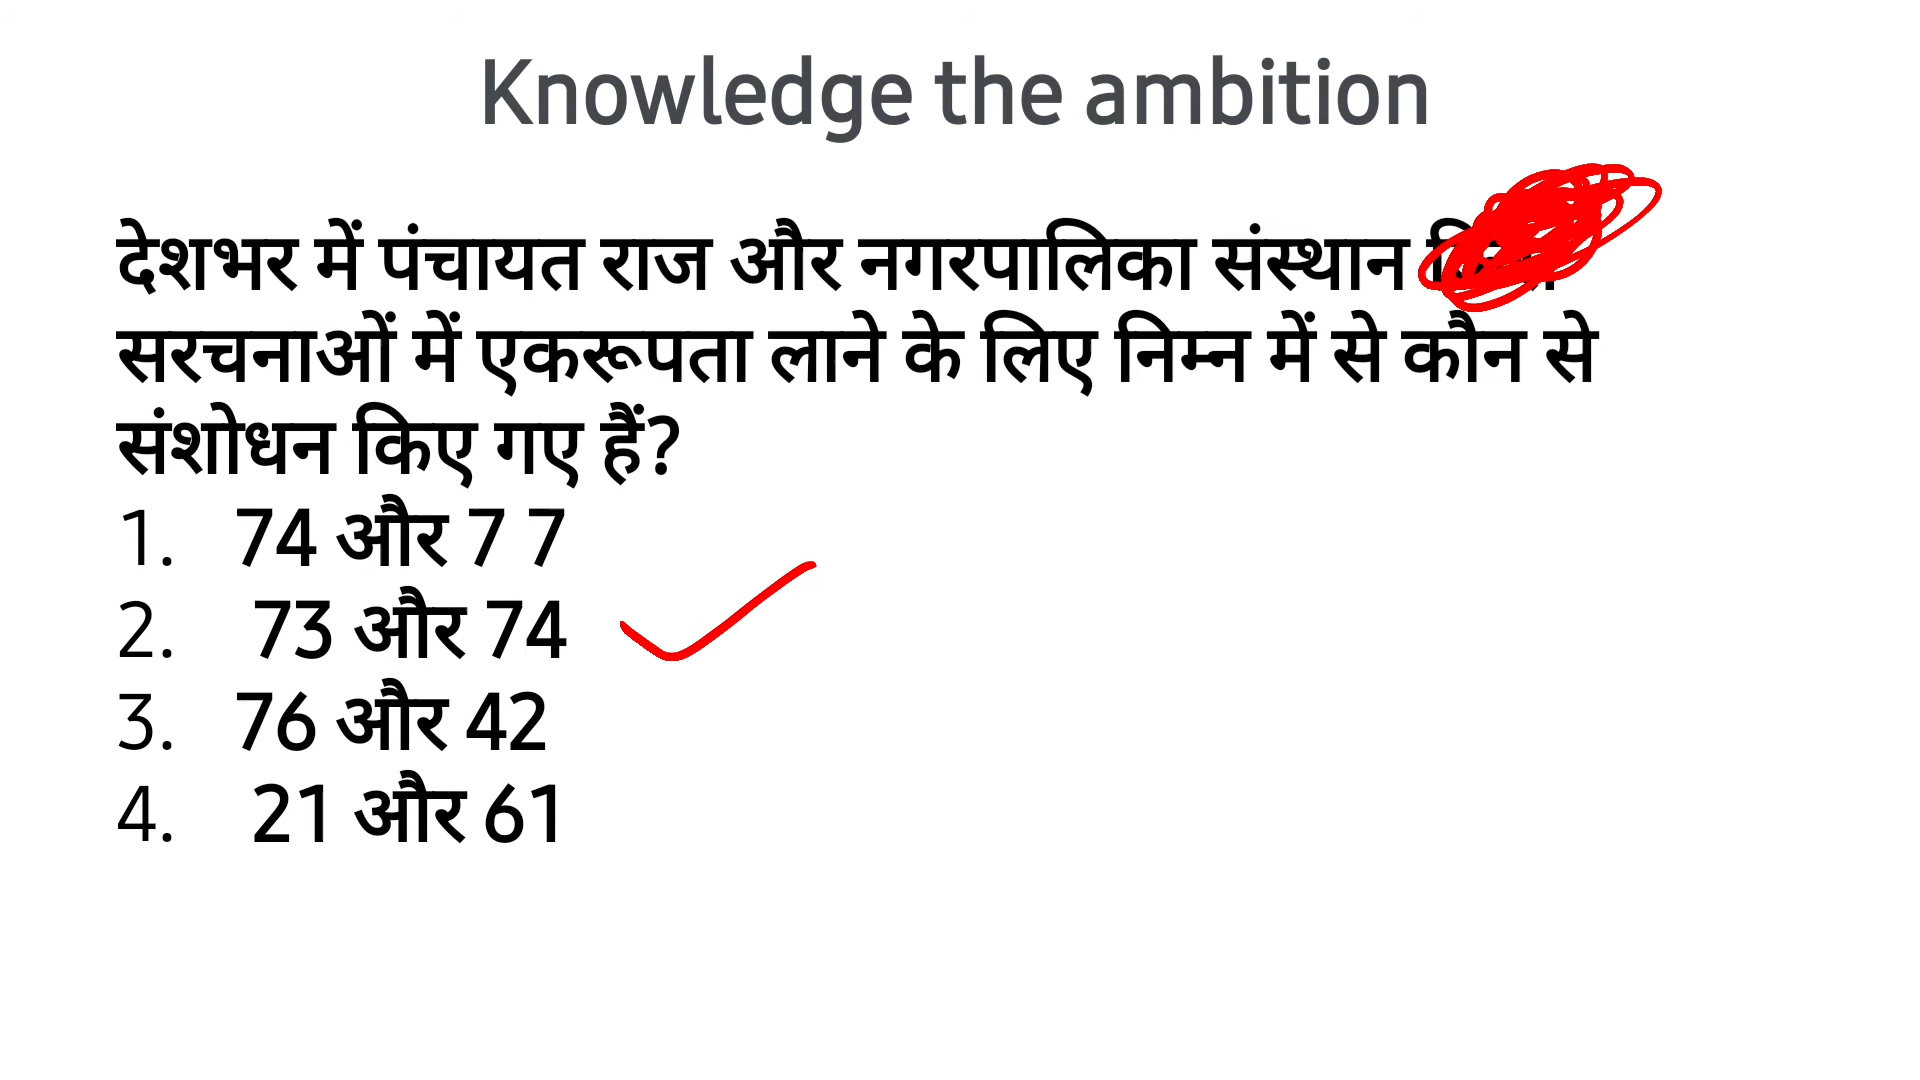 Knowledge the ambition
देशभर में पंचायत राज और नगरपालिका संस्थान
सरचनाओं में एकरूपता लाने के लिए निम्न में से कौन से
संशोधन किए गए हैं?
1. 74 और 7 7
2. 73 और 74
3. 76 और 42
4. 21 और 61